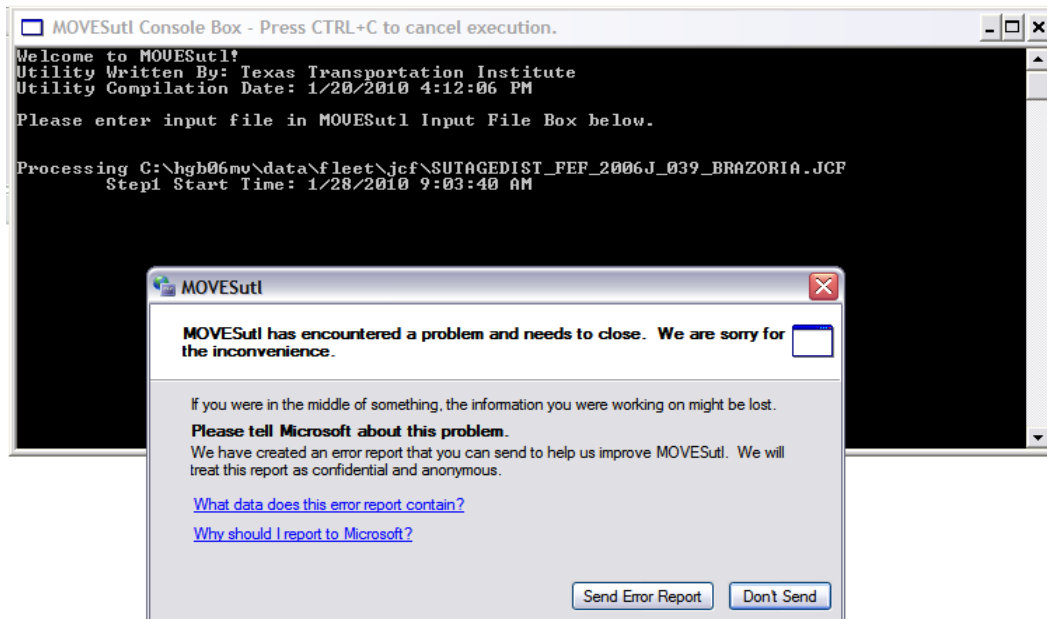 MOVESutl Console Box - Press CTRL+C to cancel execution.
Welcome to MOVESutl!
Utility Written By: Texas Transportation Institute
Utility Compilation Date: 1/20/2010 4:12:06 PM
Please enter input file in MOVESutl Input File Box below.
Processing C:\hgb06mv\data\fleet\jcf\SUTAGEDIST_FEF_2006J_039_BRAZORIA.JCF
Step1 Start Time: 1/28/2010 9:03:40 AM
MOVESutl
MOVESutl has encountered a problem and needs to close. We are sorry for
the inconvenience.
If you were in the middle of something, the information you were working on might be lost.
Please tell Microsoft about this problem.
We have created an error report that you can send to help us improve MOVESutl. We will
treat this report as confidential and anonymous.
What data does this error report contain?
Why should I report to Microsoft?
Send Error Report
Don't Send